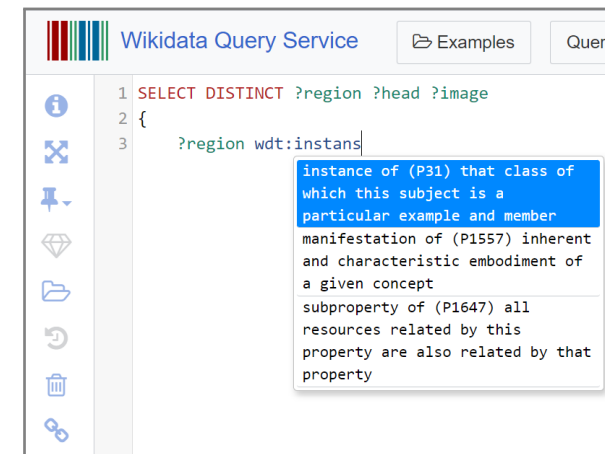 Wikidata Query Service
Examples
Quer
1 SELECT DISTINCT ?region ?head ?image
2 {
3 ?region wdt:instans
instance of (P31) that class of
which this subject is a
particular example and member
manifestation of (P1557) inherent
and characteristic embodiment of
a given concept
subproperty of (P1647) all
resources related by this
property are also related by that
property